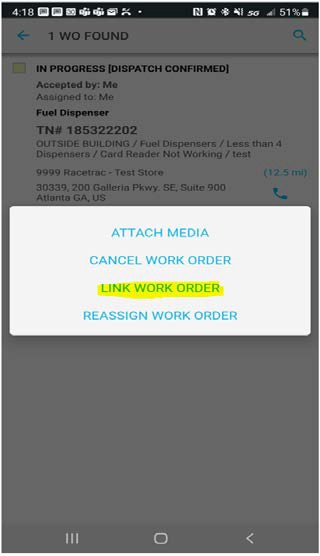 4:18 5G 51%
1 WO FOUND
IN PROGRESS [DISPATCH CONFIRMED]
Accepted by: Me
Assigned to: Me
Fuel Dispenser
TN# 185322202
OUTSIDE BUILDING / Fuel Dispensers / Less than 4
Dispensers / Card Reader Not Working / test
9999 Racetrac - Test Store (12.5 mi)
30339, 200 Galleria Pkwy. SE, Suite 900
Atlanta GA, US
ATTACH MEDIA
CANCEL WORK ORDER
LINK WORK ORDER
REASSIGN WORK ORDER